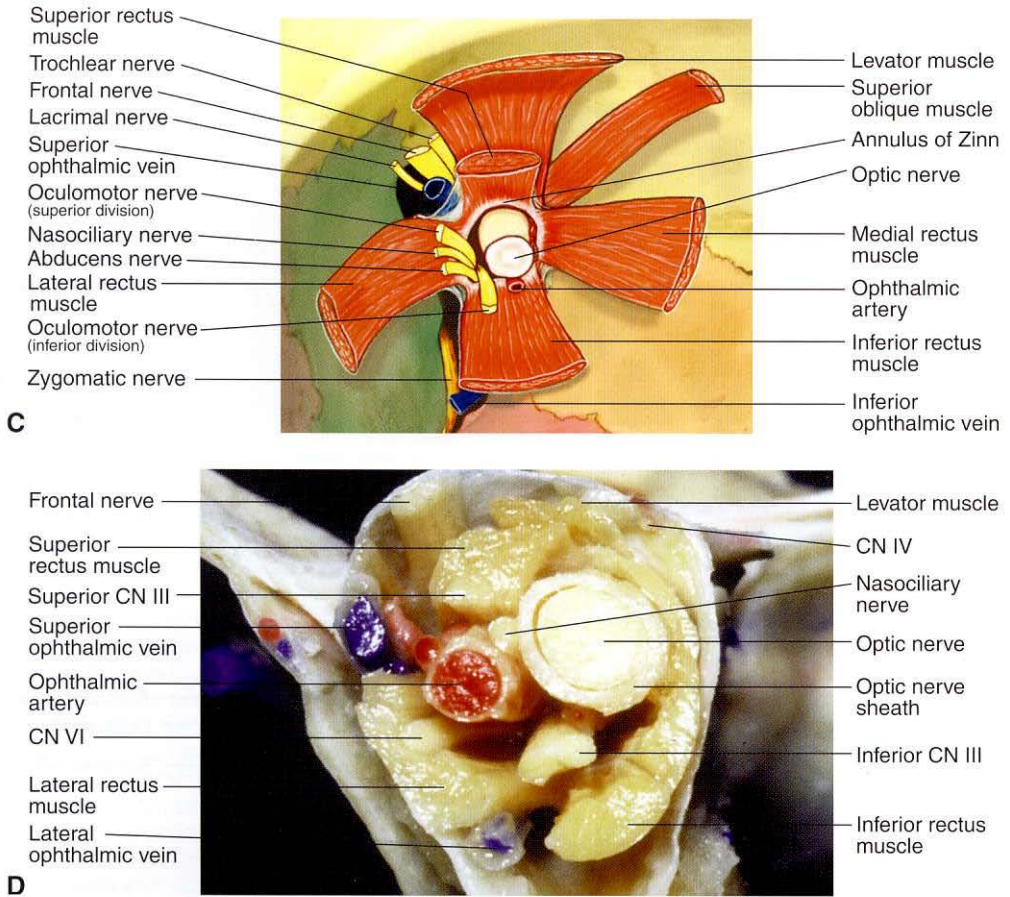 Superior rectus
muscle
Trochlear nerve
Frontal nerve
Lacrimal nerve
Superior
ophthalmic vein
Oculomotor nerve
(superior division)
Nasociliary nerve
Abducens nerve
Lateral rectus
muscle
Oculomotor nerve
(inferior division)
Zygomatic nerve
C
Levator muscle
Superior
oblique muscle
Annulus of Zinn
Optic nerve
Medial rectus
muscle
Ophthalmic
artery
Inferior rectus
muscle
Inferior
ophthalmic vein
Frontal nerve
Superior
rectus muscle
Superior CN III
Superior
ophthalmic vein
Ophthalmic
artery
CN VI
Lateral rectus
muscle
Lateral
ophthalmic vein
D
Levator muscle
CN IV
Nasociliary
nerve
Optic nerve
Optic nerve
sheath
Inferior CN III
Inferior rectus
muscle